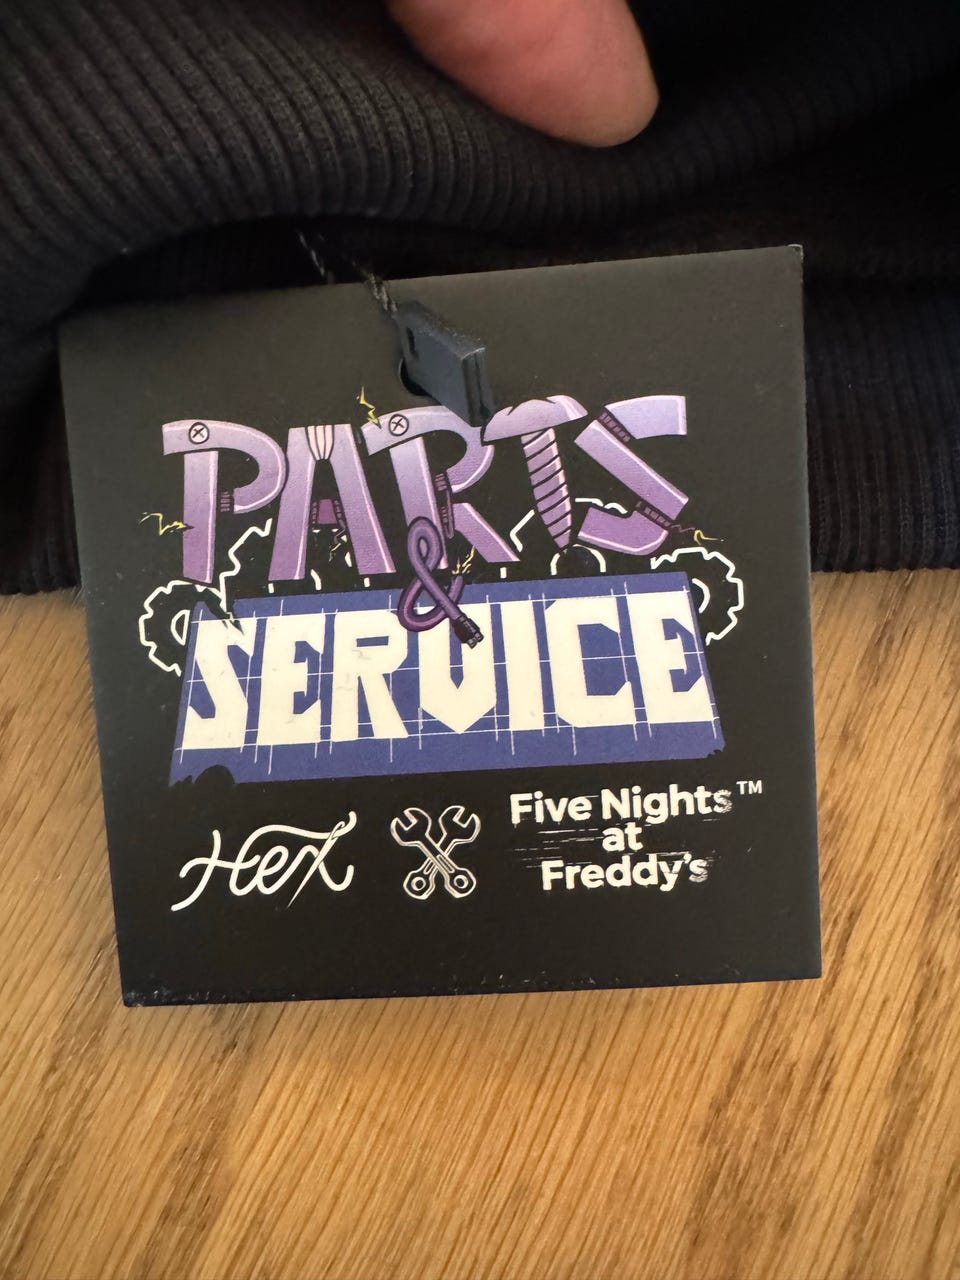 PARTS
&
SERVICE
Hex
Five Nights™
at
Freddy's